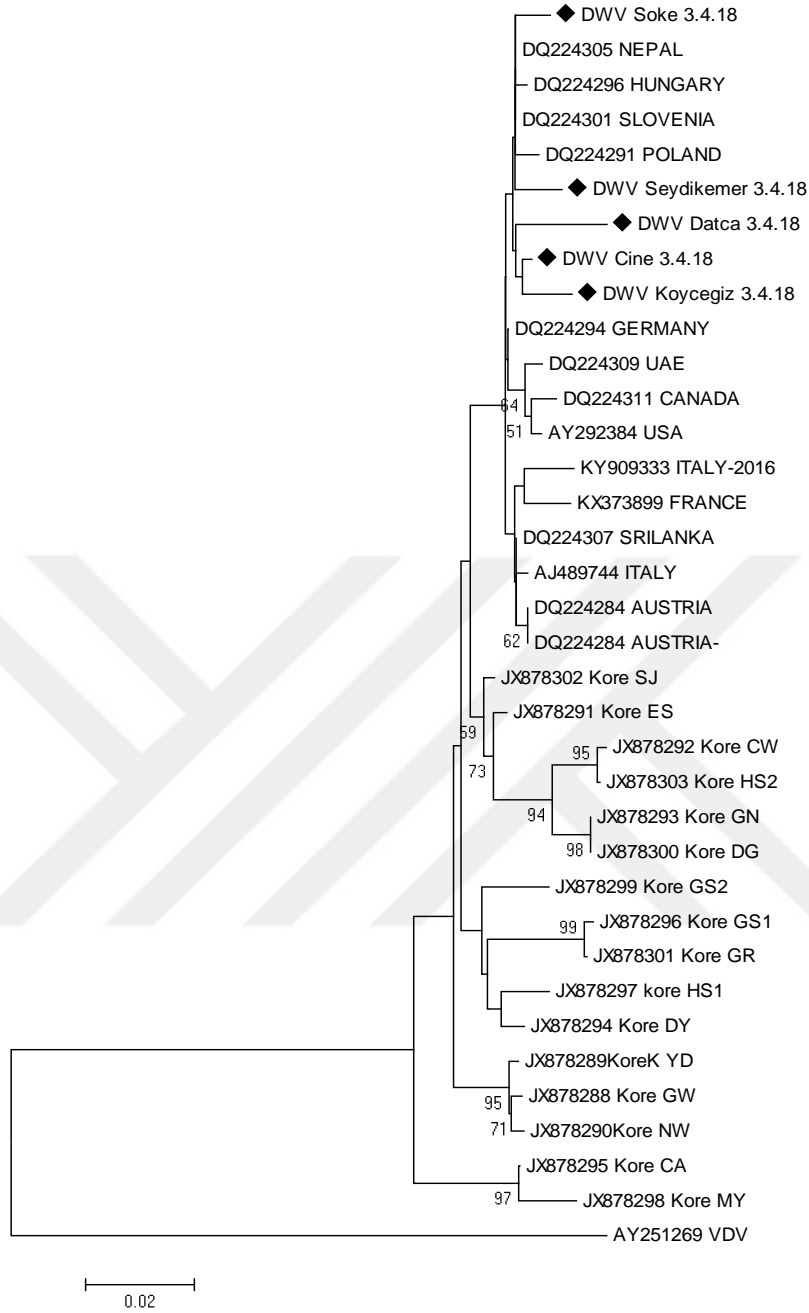 DWV Soke 3.4.18
DQ224305 NEPAL
DQ224296 HUNGARY
DQ224301 SLOVENIA
DQ224291 POLAND
DWV Seydikemer 3.4.18
DWV Datca 3.4.18
DWV Cine 3.4.18
DWV Koycegiz 3.4.18
DQ224294 GERMANY
DQ224309 UAE
DQ224311 CANADA
64
AY292384 USA
51
KY909333 ITALY-2016
KX373899 FRANCE
DQ224307 SRILANKA
AJ489744 ITALY
DQ224284 AUSTRIA
DQ224284 AUSTRIA-
62
JX878302 Kore SJ
JX878291 Kore ES
59
JX878292 Kore CW
95
73
JX878303 Kore HS2
JX878293 Kore GN
94
JX878300 Kore DG
98
JX878299 Kore GS2
JX878296 Kore GS1
99
JX878301 Kore GR
JX878297 kore HS1
JX878294 Kore DY
JX878289KoreK YD
JX878288 Kore GW
95
JX878290Kore NW
71
JX878295 Kore CA
JX878298 Kore MY
97
AY251269 VDV
0.02